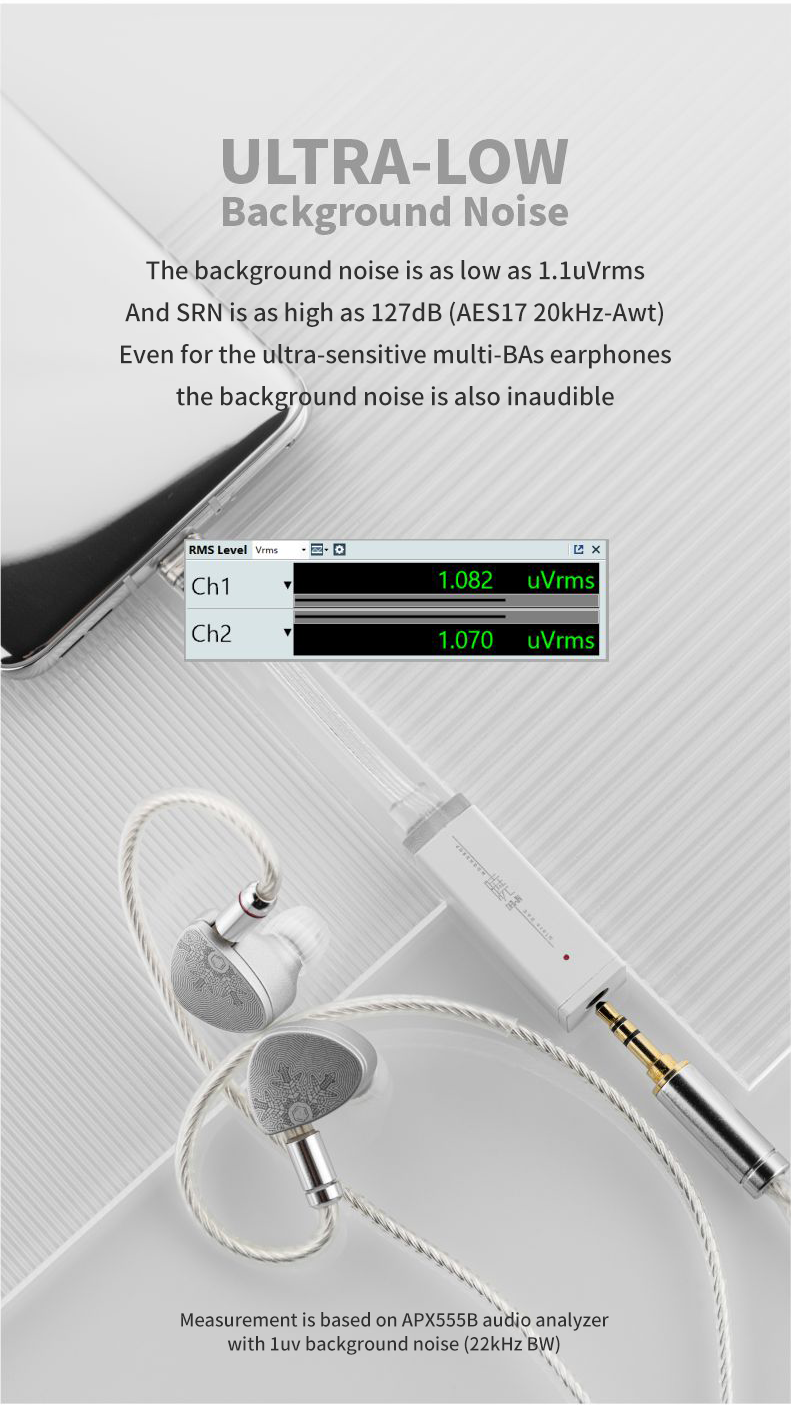 ULTRA-LOW
Background Noise
The background noise is as low as 1.1uVrms
And SRN is as high as 127dB (AES17 20kHz-Awt)
Even for the ultra-sensitive multi-BAs earphones
the background noise is also inaudible
RMS Level Vrms
Ch1 1.082 uVrms
Ch2 1.070 uVrms
Measurement is based on APX555B audio analyzer
with 1uv background noise (22kHz BW)